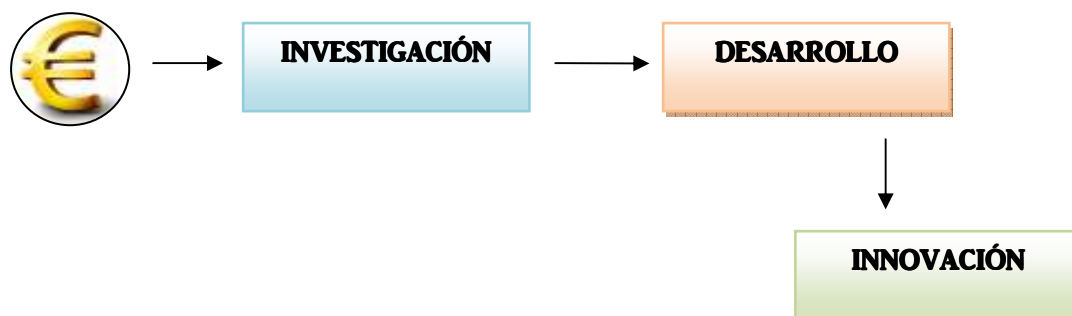 €
INVESTIGACIÓN
DESARROLLO
INNOVACIÓN